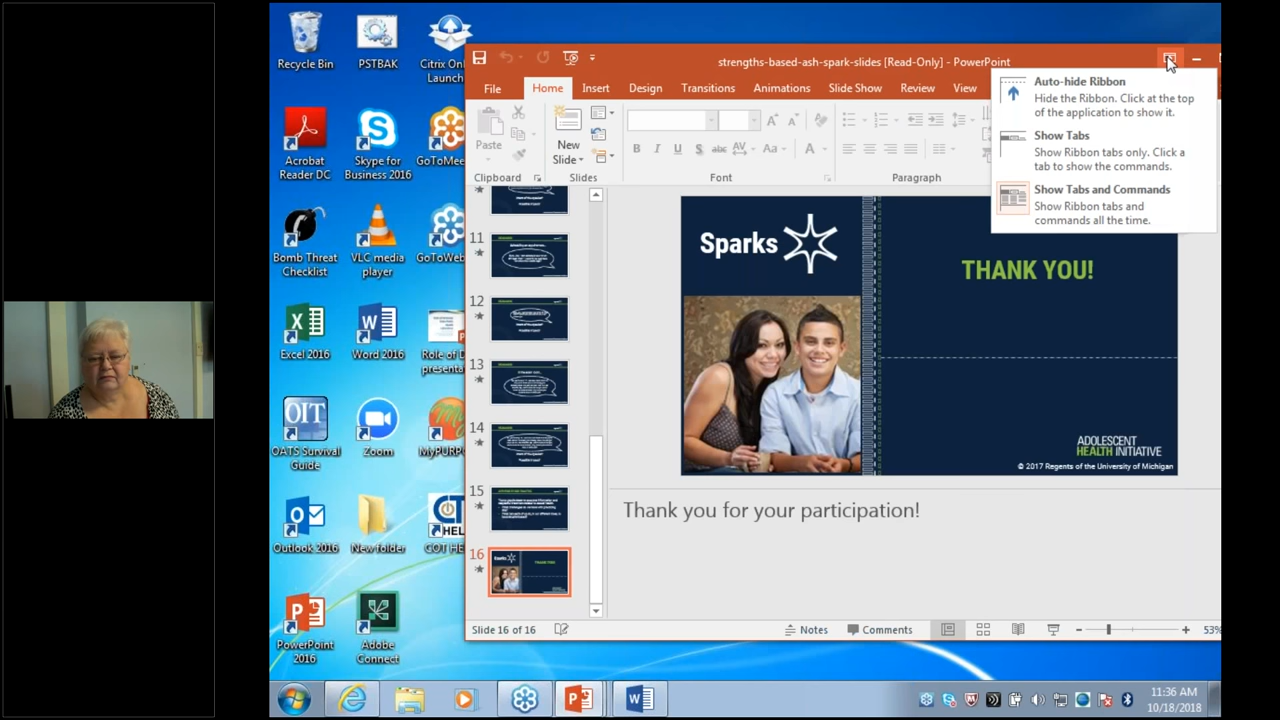 Recycle Bin
PSTBAK
Citrix Onl
Launch
Acrobat
Reader DC
Skype for
Business 2016
GoToMee
Bomb Threat
Checklist
VLC media
player
GoToWeb
Excel 2016
Word 2016
Role of D
presenta
OIT
OATS Survival
Guide
Zoom
MyPURP
Outlook 2016
New folder
HEL
COT HE
PowerPoint
2016
Adobe
Connect
strengths-based-ash-spark-slides [Read-Only] - PowerPoint
File
Home
Insert
Design
Transitions
Animations
Slide Show
Review
View
Paste
New
Slide
B I U S abc AV Aa A
Clipboard
Slides
Font
Paragraph
Auto-hide Ribbon
Hide the Ribbon. Click at the top
of the application to show it.
Show Tabs
Show Ribbon tabs only. Click a
tab to show the commands.
Show Tabs and Commands
Show Ribbon tabs and
commands all the time.
11
12
13
14
15
16
Sparks
THANK YOU!
ADOLESCENT
HEALTH INITIATIVE
© 2017 Regents of the University of Michigan
Thank you for your participation!
Slide 16 of 16
Notes
Comments
53%
11:36 AM
10/18/2018